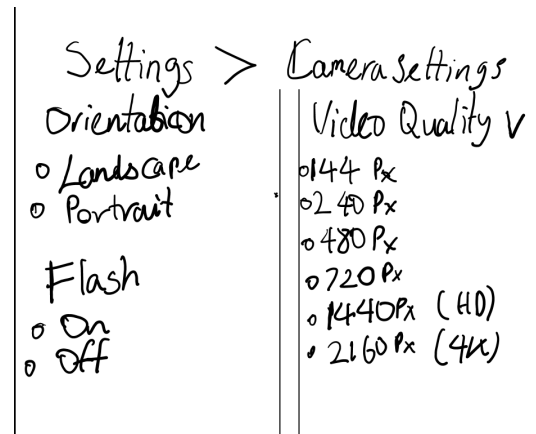 Settings > Camera Settings
Orientation
Landscape
Portrait
Flash
On
Off
Video Quality v
144 Px
240 Px
480 Px
720 Px
1440 Px (HD)
2160 Px (4K)